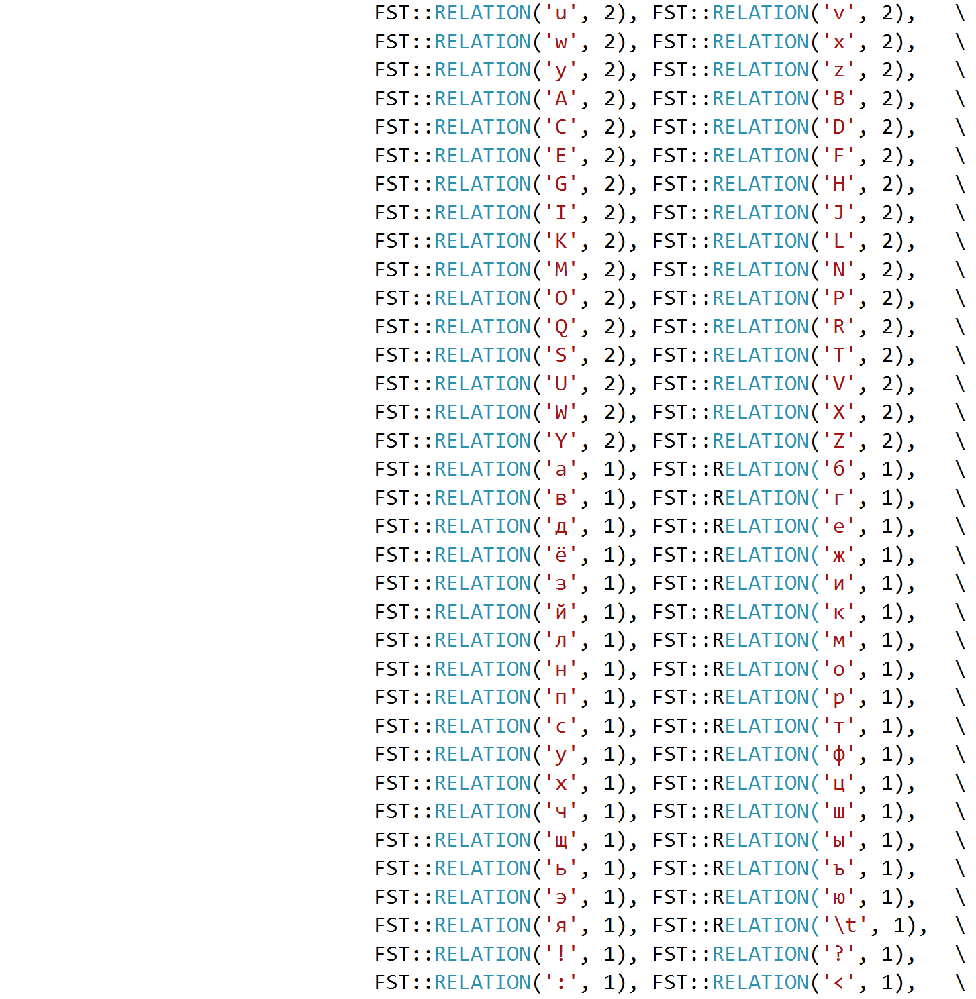 FST::RELATION('u', 2), FST::RELATION('v', 2),   \
FST::RELATION('w', 2), FST::RELATION('x', 2),   \
FST::RELATION('y', 2), FST::RELATION('z', 2),   \
FST::RELATION('A', 2), FST::RELATION('B', 2),   \
FST::RELATION('C', 2), FST::RELATION('D', 2),   \
FST::RELATION('E', 2), FST::RELATION('F', 2),   \
FST::RELATION('G', 2), FST::RELATION('H', 2),   \
FST::RELATION('I', 2), FST::RELATION('J', 2),   \
FST::RELATION('K', 2), FST::RELATION('L', 2),   \
FST::RELATION('M', 2), FST::RELATION('N', 2),   \
FST::RELATION('O', 2), FST::RELATION('P', 2),   \
FST::RELATION('Q', 2), FST::RELATION('R', 2),   \
FST::RELATION('S', 2), FST::RELATION('T', 2),   \
FST::RELATION('U', 2), FST::RELATION('V', 2),   \
FST::RELATION('W', 2), FST::RELATION('X', 2),   \
FST::RELATION('Y', 2), FST::RELATION('Z', 2),   \
FST::RELATION('а', 1), FST::RELATION('б', 1),   \
FST::RELATION('в', 1), FST::RELATION('г', 1),   \
FST::RELATION('д', 1), FST::RELATION('е', 1),   \
FST::RELATION('ё', 1), FST::RELATION('ж', 1),   \
FST::RELATION('з', 1), FST::RELATION('и', 1),   \
FST::RELATION('й', 1), FST::RELATION('к', 1),   \
FST::RELATION('л', 1), FST::RELATION('м', 1),   \
FST::RELATION('н', 1), FST::RELATION('о', 1),   \
FST::RELATION('п', 1), FST::RELATION('р', 1),   \
FST::RELATION('с', 1), FST::RELATION('т', 1),   \
FST::RELATION('у', 1), FST::RELATION('ф', 1),   \
FST::RELATION('х', 1), FST::RELATION('ц', 1),   \
FST::RELATION('ч', 1), FST::RELATION('ш', 1),   \
FST::RELATION('щ', 1), FST::RELATION('ы', 1),   \
FST::RELATION('ь', 1), FST::RELATION('ъ', 1),   \
FST::RELATION('э', 1), FST::RELATION('ю', 1),   \
FST::RELATION('я', 1), FST::RELATION('\t', 1),  \
FST::RELATION('!', 1), FST::RELATION('?', 1),   \
FST::RELATION(':', 1), FST::RELATION('<', 1),   \